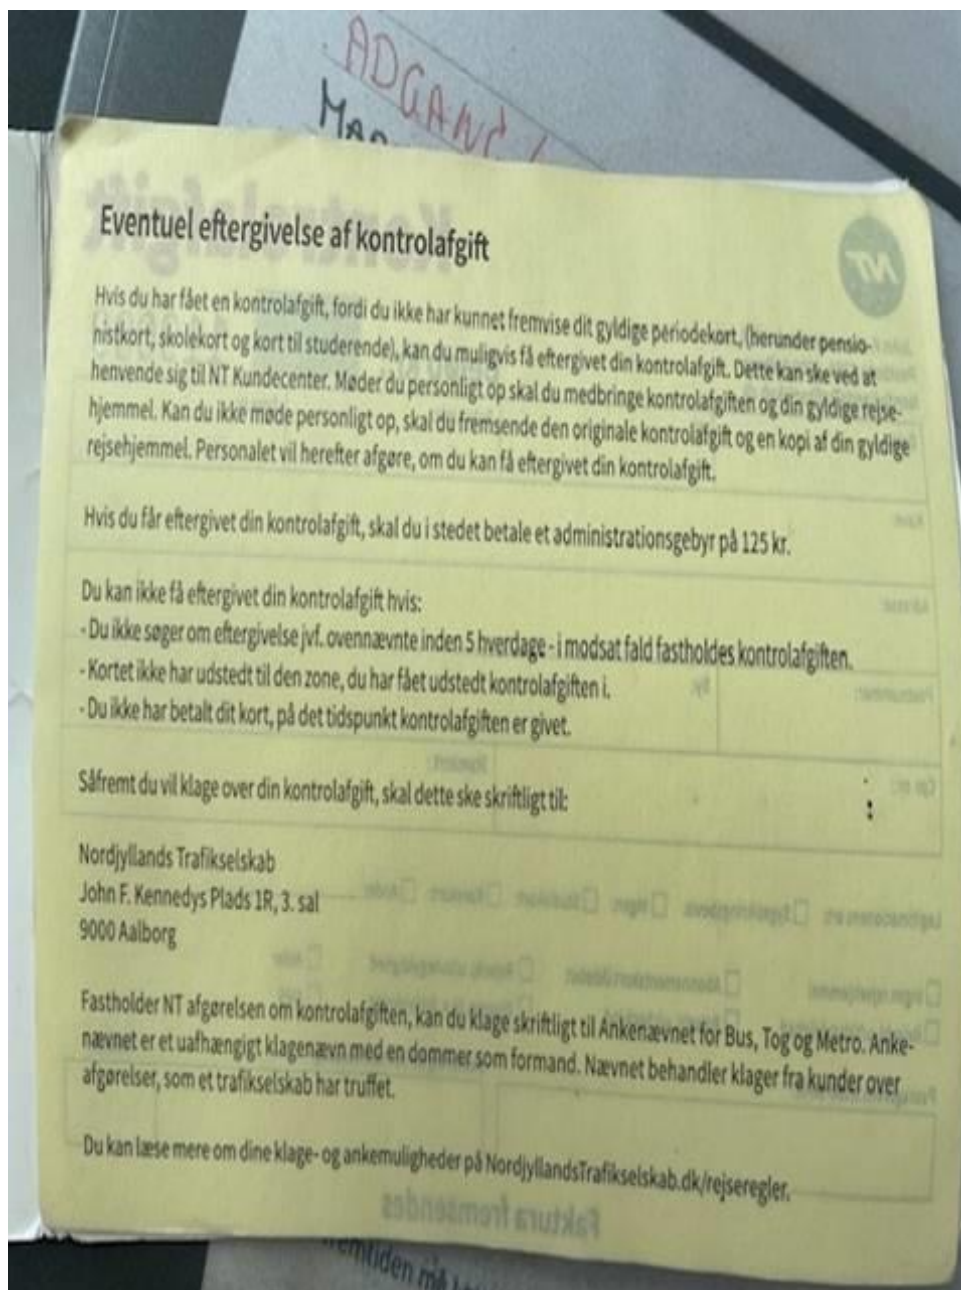 ADGANG
Eventuel eftergivelse af kontrolafgift
NT
Hvis du har fået en kontrolafgift, fordi du ikke har kunnet fremvise dit gyldige periodekort, (herunder pensio-
nistkort, skolekort og kort til studerende), kan du muligvis få eftergivet din kontrolafgift. Dette kan ske ved at
henvende sig til NT Kundecenter. Møder du personligt op skal du medbringe kontrolafgiften og din gyldige rejse-
hjemmel. Kan du ikke møde personligt op, skal du fremsende den originale kontrolafgift og en kopi af din gyldige
rejsehjemmel. Personalet vil herefter afgøre, om du kan få eftergivet din kontrolafgift.
Hvis du får eftergivet din kontrolafgift, skal du i stedet betale et administrationsgebyr på 125 kr.
Du kan ikke få eftergivet din kontrolafgift hvis:
- Du ikke søger om eftergivelse jvf. ovennævnte inden 5 hverdage - i modsat fald fastholdes kontrolafgiften.
- Kortet ikke har udstedt til den zone, du har fået udstedt kontrolafgiften i.
- Du ikke har betalt dit kort, på det tidspunkt kontrolafgiften er givet.
Såfremt du vil klage over din kontrolafgift, skal dette ske skriftligt til:
Nordjyllands Trafikselskab
John F. Kennedys Plads 1R, 3. sal
9000 Aalborg
Fastholder NT afgørelsen om kontrolafgiften, kan du klage skriftligt til Ankenævnet for Bus, Tog og Metro. Anke-
nævnet er et uafhængigt klagenævn med en dommer som formand. Nævnet behandler klager fra kunder over
afgørelser, som et trafikselskab har truffet.
Du kan læse mere om dine klage- og ankemuligheder på NordjyllandsTrafikselskab.dk/rejseregler.
Faktura fremsendes